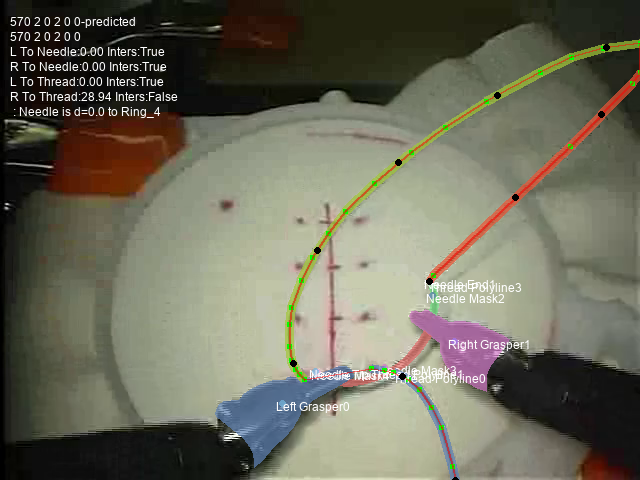 570 2 0 2 0 0-predicted
570 2 0 2 0 0
L To Needle:0.00 Inters:True
R To Needle:0.00 Inters:True
L To Thread:0.00 Inters:True
R To Thread:28.94 Inters:False
: Needle is d=0.0 to Ring_4
Needle End1
Thread Polyline3
Needle Mask2
Right Grasper1
Thread Polyline0
Left Grasper0